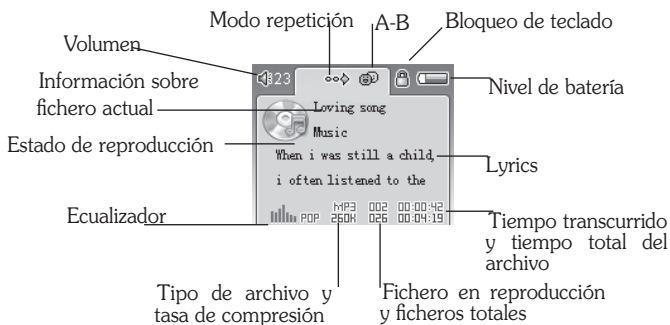 Modo repetición
A-B
Bloqueo de teclado
Volumen
23
Nivel de batería
Información sobre
fichero actual
Loving song
Music
Estado de reproducción
When i was still a child,
i often listened to the
Lyrics
Ecualizador
POP
MP3 002 00:00:42
260K 026 00:04:19
Tiempo transcurrido
y tiempo total del
archivo
Tipo de archivo y
tasa de compresión
Fichero en reproducción
y ficheros totales